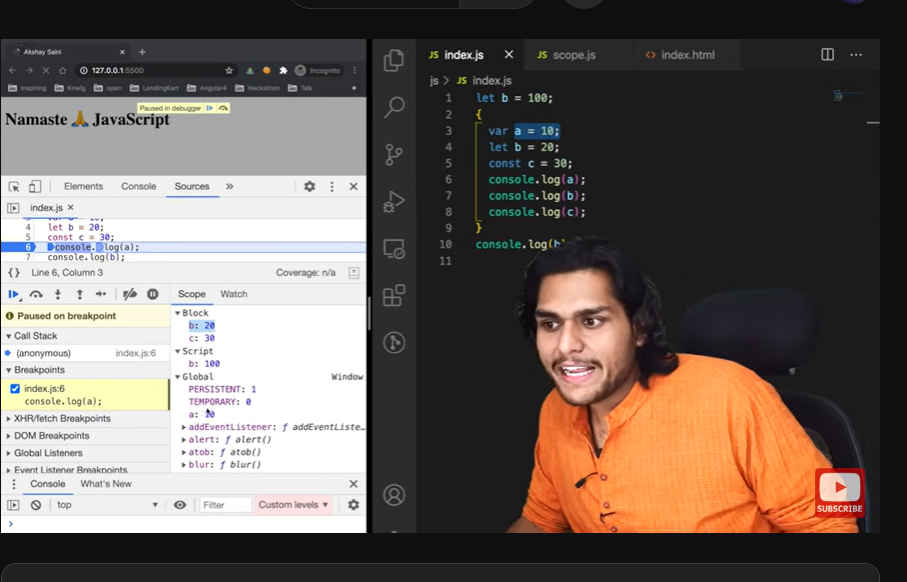 Akshay Saini
127.0.0.1:5500
Incognito
Inspiring Knwlg open LendingKart Angular4 Hackathon Talk
Paused in debugger
Namaste 🙏 JavaScript
Elements Console Sources
index.js
4 let b = 20;
5 const c = 30;
6 console.log(a);
7 console.log(b);
{} Line 6, Column 3 Coverage: n/a
Scope Watch
Paused on breakpoint
Call Stack
(anonymous) index.js:6
Breakpoints
index.js:6
console.log(a);
XHR/fetch Breakpoints
DOM Breakpoints
Global Listeners
Event Listener Breakpoints
Block
b: 20
c: 30
Script
b: 100
Global Window
PERSISTENT: 1
TEMPORARY: 0
a: 10
addEventListener: ƒ addEventListe…
alert: ƒ alert()
atob: ƒ atob()
blur: ƒ blur()
Console What's New
top Filter Custom levels
index.js scope.js index.html
js > JS index.js
1 let b = 100;
2 {
3 var a = 10;
4 let b = 20;
5 const c = 30;
6 console.log(a);
7 console.log(b);
8 console.log(c);
9 }
10 console.log(b
11
SUBSCRIBE